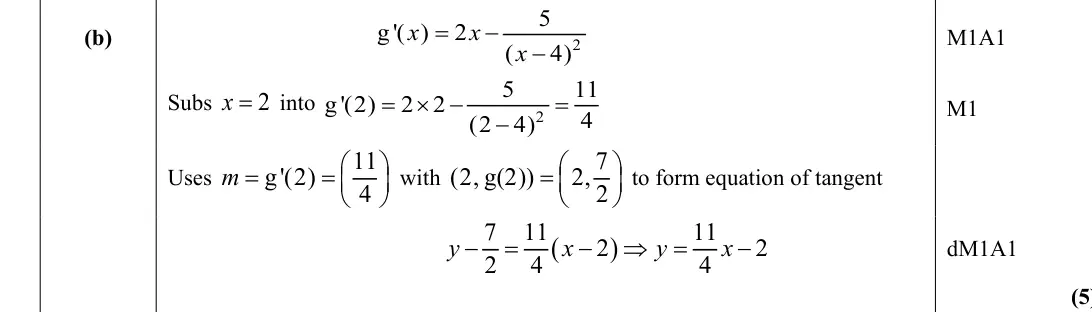 (b) g'(x) = 2x − 5/(x − 4)² M1A1
Subs x = 2 into g'(2) = 2 × 2 − 5/(2 − 4)² = 11/4 M1
Uses m = g'(2) = (11/4) with (2, g(2)) = (2, 7/2) to form equation of tangent
y − 7/2 = 11/4 (x − 2) ⇒ y = 11/4 x − 2 dM1A1
(5)